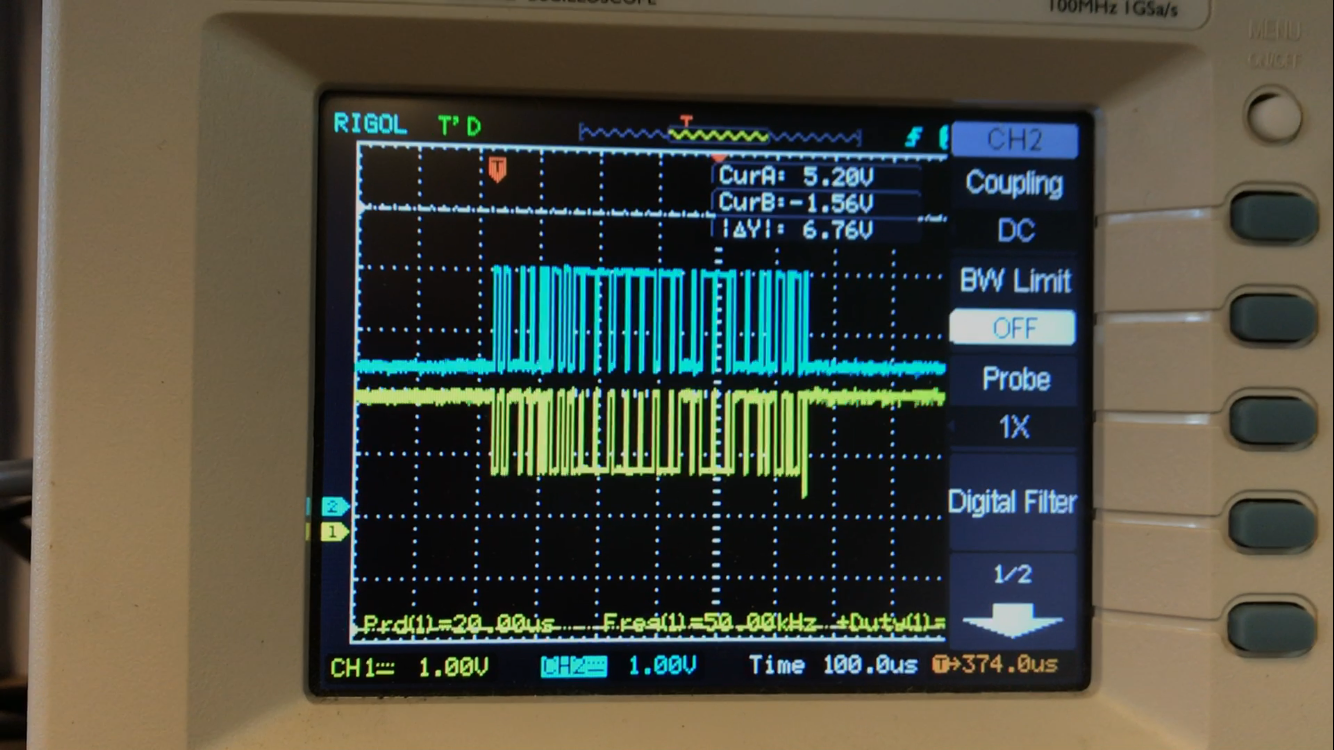 OSCILLOSCOPE
100MHz 1GSa/s
MENU
ON/OFF
RIGOL T'D
T
CH2
T
CurA: 5.20V
CurB:-1.56V
|ΔY|: 6.76V
Coupling
DC
BW Limit
OFF
Probe
1X
2
1
Digital Filter
1/2
Prd(1)=20.00us Freq(1)=50.00kHz +Duty(1)=
CH1 1.00V CH2 1.00V Time 100.0us T→374.0us